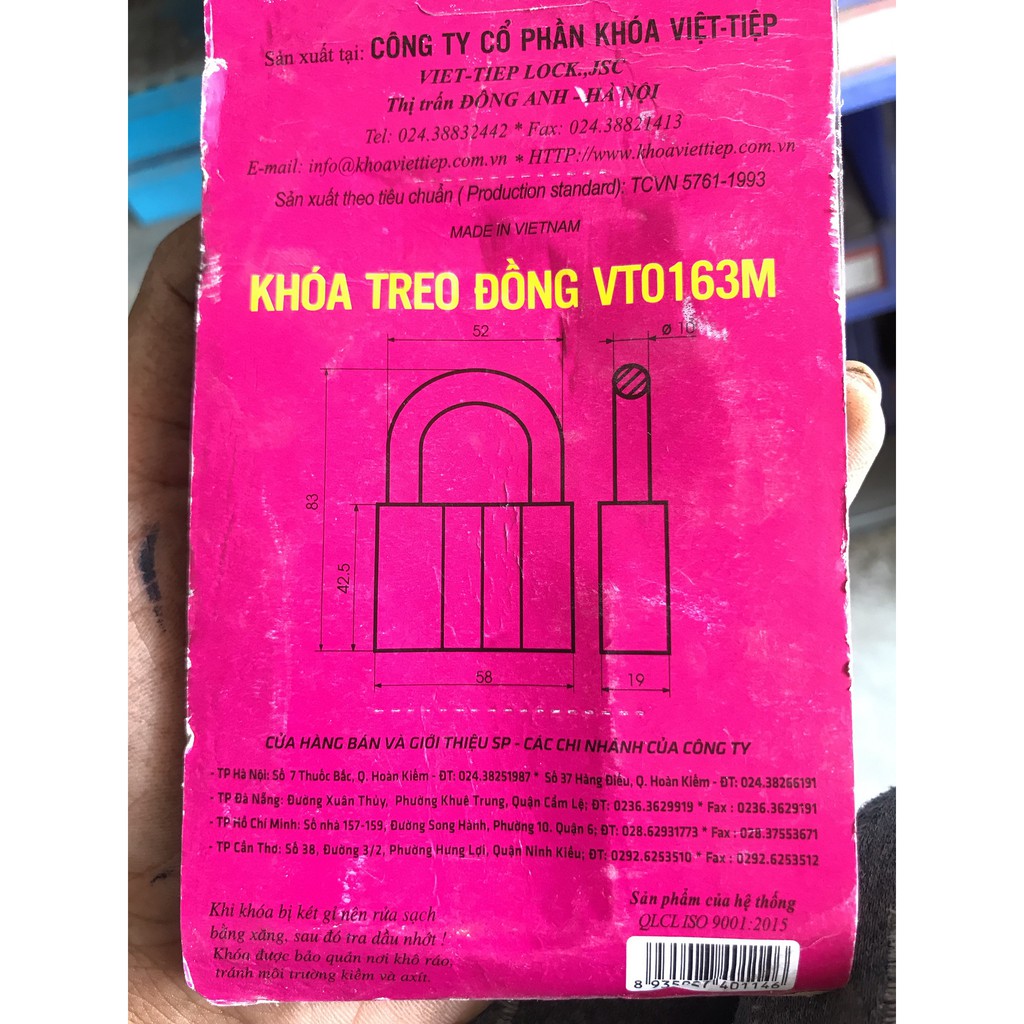 Sản xuất tại: CÔNG TY CỔ PHẦN KHÓA VIỆT-TIỆP
VIET-TIEP LOCK.,JSC
Thị trấn ĐÔNG ANH - HÀ NỘI
Tel: 024.38832442 * Fax: 024.38821413
E-mail: info@khoaviettiep.com.vn * HTTP://www.khoaviettiep.com.vn
Sản xuất theo tiêu chuẩn ( Production standard): TCVN 5761-1993
MADE IN VIETNAM
KHÓA TREO ĐỒNG VT0163M
52
ø 10
83
42.5
58
19
CỬA HÀNG BÁN VÀ GIỚI THIỆU SP - CÁC CHI NHÁNH CỦA CÔNG TY
- TP Hà Nội: Số 7 Thuốc Bắc, Q. Hoàn Kiếm - ĐT: 024.38251987 * Số 37 Hàng Điếu, Q. Hoàn Kiếm - ĐT: 024.38266191
- TP Đà Nẵng: Đường Xuân Thủy, Phường Khuê Trung, Quận Cẩm Lệ; ĐT: 0236.3629919 * Fax : 0236.3629191
- TP Hồ Chí Minh: Số nhà 157-159, Đường Song Hành, Phường 10. Quận 6; ĐT: 028.62931773 * Fax : 028.37553671
- TP Cần Thơ: Số 38, Đường 3/2, Phường Hưng Lợi, Quận Ninh Kiều; ĐT: 0292.6253510 * Fax : 0292.6253512
Khi khóa bị kẹt gỉ nên rửa sạch
bằng xăng, sau đó tra dầu nhớt !
Khóa được bảo quản nơi khô ráo,
tránh môi trường kiềm và axít.
Sản phẩm của hệ thống
QLCL ISO 9001:2015